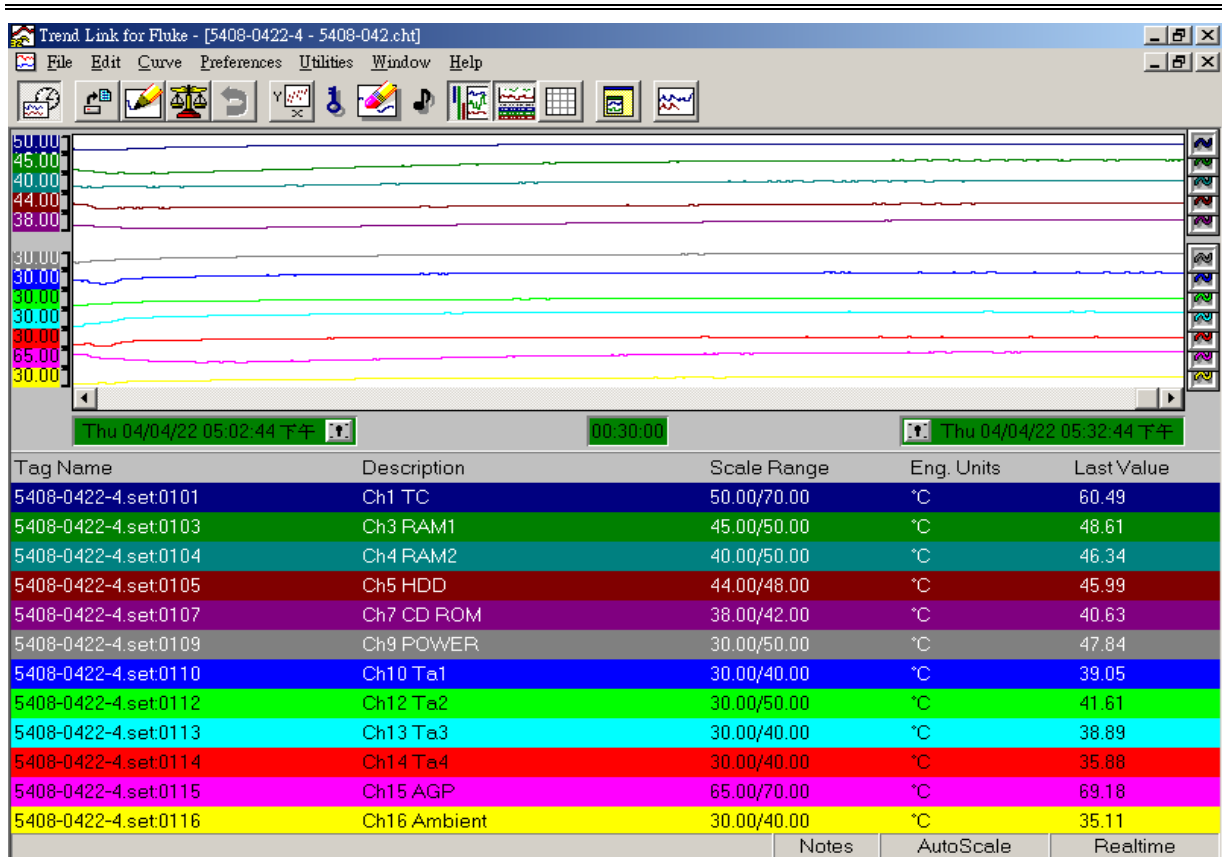 Trend Link for Fluke - [5408-0422-4 - 5408-042.cht]
File Edit Curve Preferences Utilities Window Help
50.00
45.00
40.00
44.00
38.00
30.00
30.00
30.00
30.00
30.00
65.00
30.00
Thu 04/04/22 05:02:44 下午 00:30:00 Thu 04/04/22 05:32:44 下午
Tag Name Description Scale Range Eng. Units Last Value
5408-0422-4.set:0101 Ch1 TC 50.00/70.00 °C 60.49
5408-0422-4.set:0103 Ch3 RAM1 45.00/50.00 °C 48.61
5408-0422-4.set:0104 Ch4 RAM2 40.00/50.00 °C 46.34
5408-0422-4.set:0105 Ch5 HDD 44.00/48.00 °C 45.99
5408-0422-4.set:0107 Ch7 CD ROM 38.00/42.00 °C 40.63
5408-0422-4.set:0109 Ch9 POWER 30.00/50.00 °C 47.84
5408-0422-4.set:0110 Ch10 Ta1 30.00/40.00 °C 39.05
5408-0422-4.set:0112 Ch12 Ta2 30.00/50.00 °C 41.61
5408-0422-4.set:0113 Ch13 Ta3 30.00/40.00 °C 38.89
5408-0422-4.set:0114 Ch14 Ta4 30.00/40.00 °C 35.88
5408-0422-4.set:0115 Ch15 AGP 65.00/70.00 °C 69.18
5408-0422-4.set:0116 Ch16 Ambient 30.00/40.00 °C 35.11
Notes AutoScale Realtime